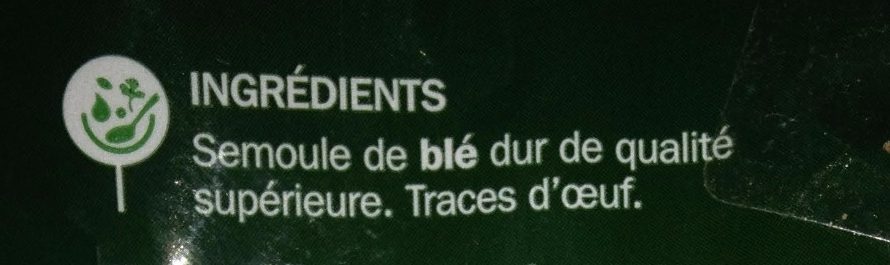 INGRÉDIENTS
Semoule de blé dur de qualité
supérieure. Traces d'œuf.